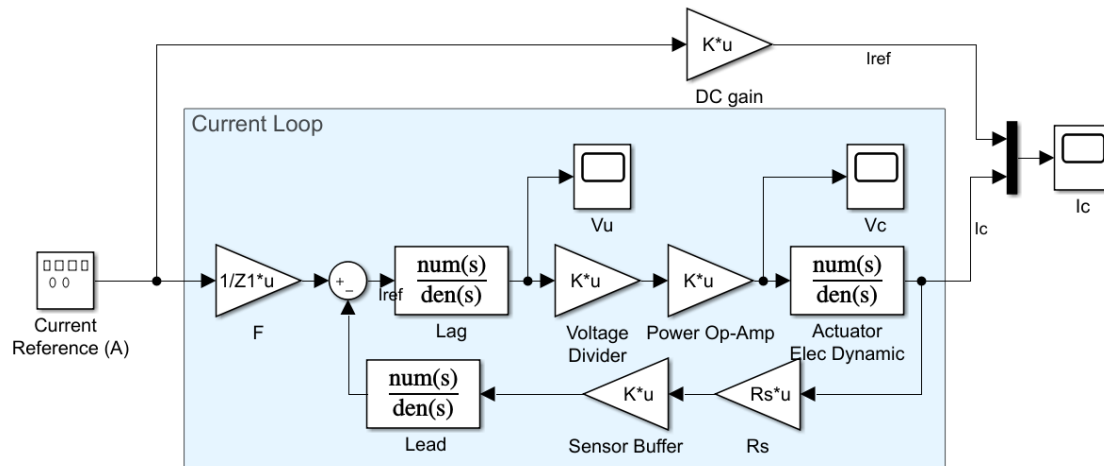 K*u
Iref
DC gain
Current Loop
Vu
Vc
Ic
Ic
1/Z1*u
+
−
Iref
num(s)
den(s)
K*u
K*u
num(s)
den(s)
Current
Reference (A)
F
Lag
Voltage
Divider
Power Op-Amp
Actuator
Elec Dynamic
num(s)
den(s)
K*u
Rs*u
Lead
Sensor Buffer
Rs